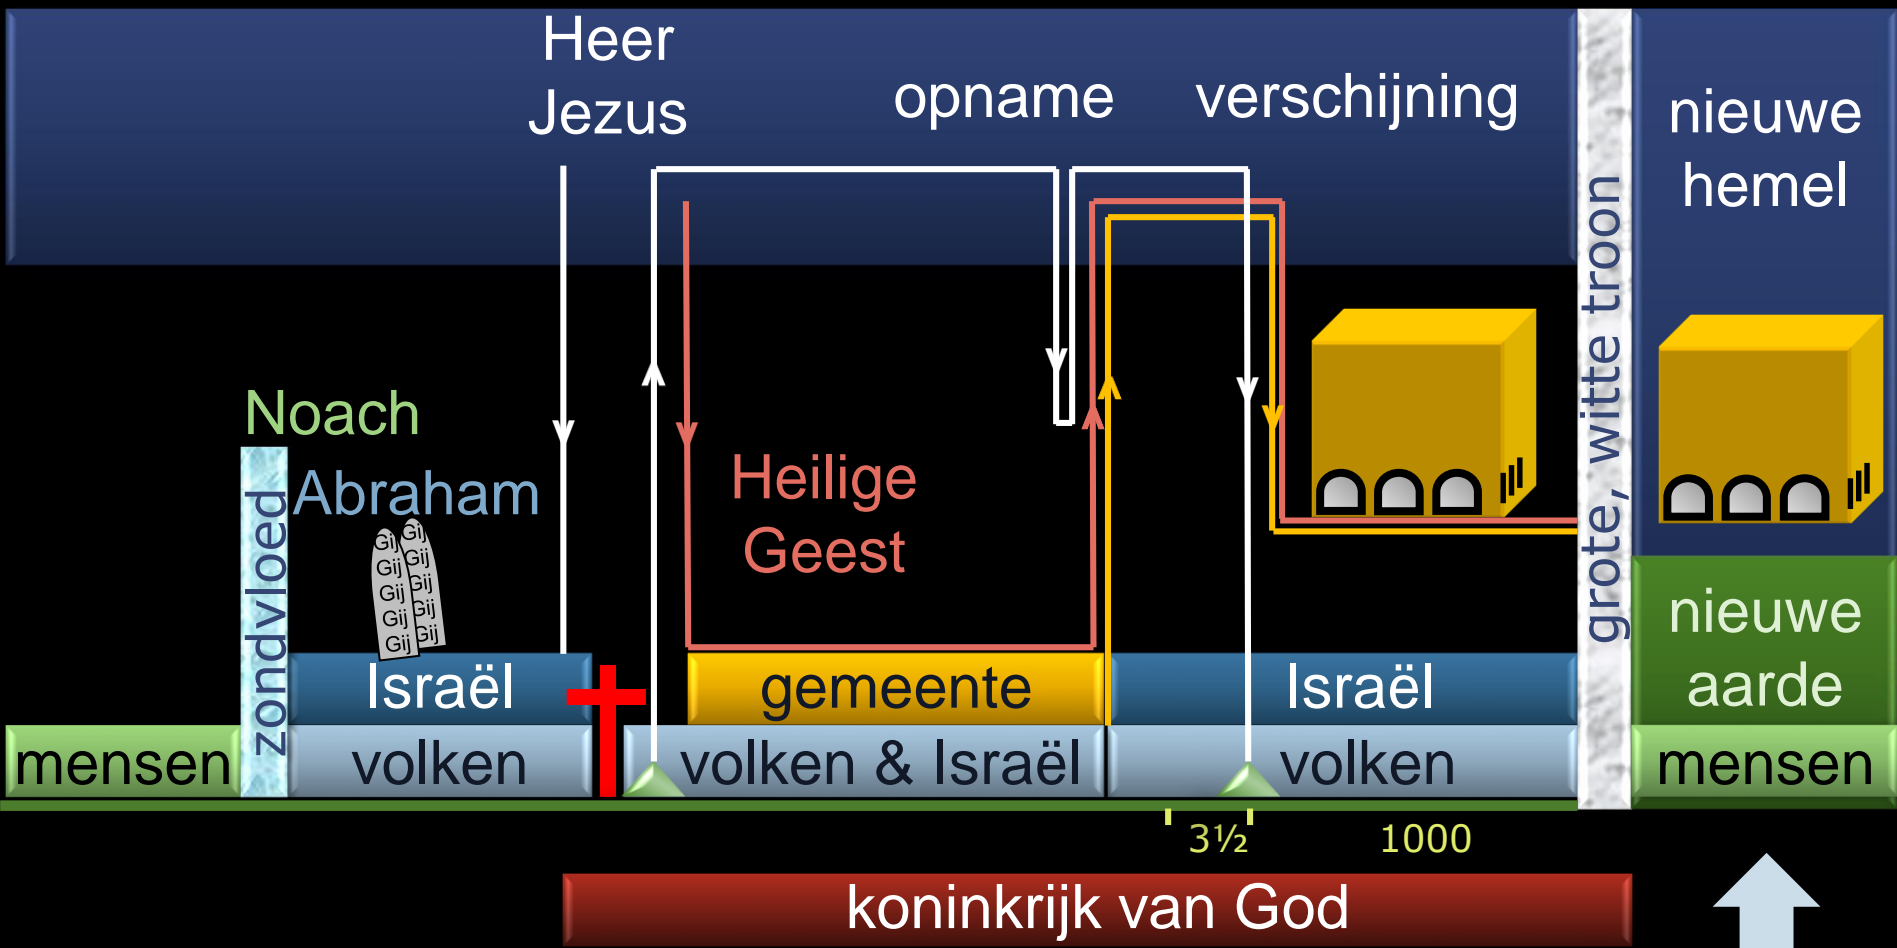 Heer
Jezus
opname
verschijning
nieuwe
hemel
grote, witte troon
Noach
Abraham
zondvloed
Gij
Gij
Gij
Gij
Gij
Gij
Gij
Gij
Gij
Gij
Heilige
Geest
nieuwe
aarde
Israël
gemeente
Israël
mensen
volken
volken & Israël
volken
mensen
3½
1000
koninkrijk van God